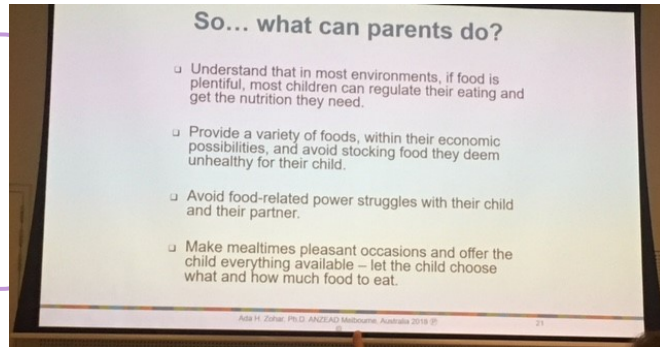 So... what can parents do?
❑ Understand that in most environments, if food is
plentiful, most children can regulate their eating and
get the nutrition they need.
❑ Provide a variety of foods, within their economic
possibilities, and avoid stocking food they deem
unhealthy for their child.
❑ Avoid food-related power struggles with their child
and their partner.
❑ Make mealtimes pleasant occasions and offer the
child everything available – let the child choose
what and how much food to eat.
Ada H. Zohar, Ph.D. ANZEAD Melbourne, Australia 2018 ⓟ
21